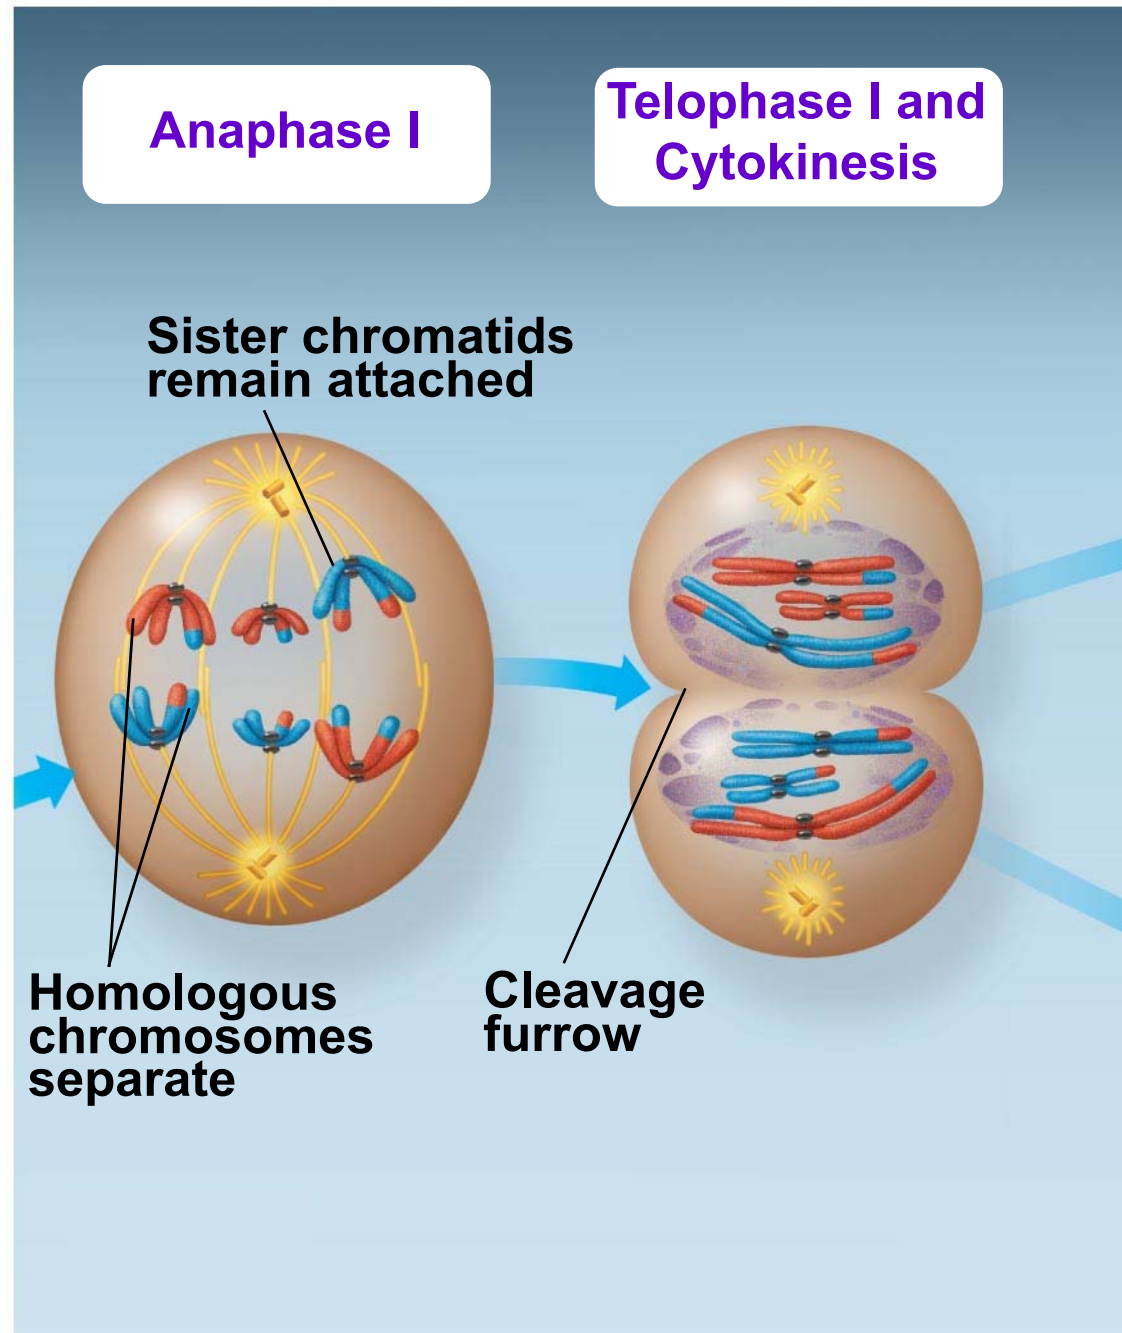 Anaphase I
Telophase I and
Cytokinesis
Sister chromatids
remain attached
Homologous
chromosomes
separate
Cleavage
furrow